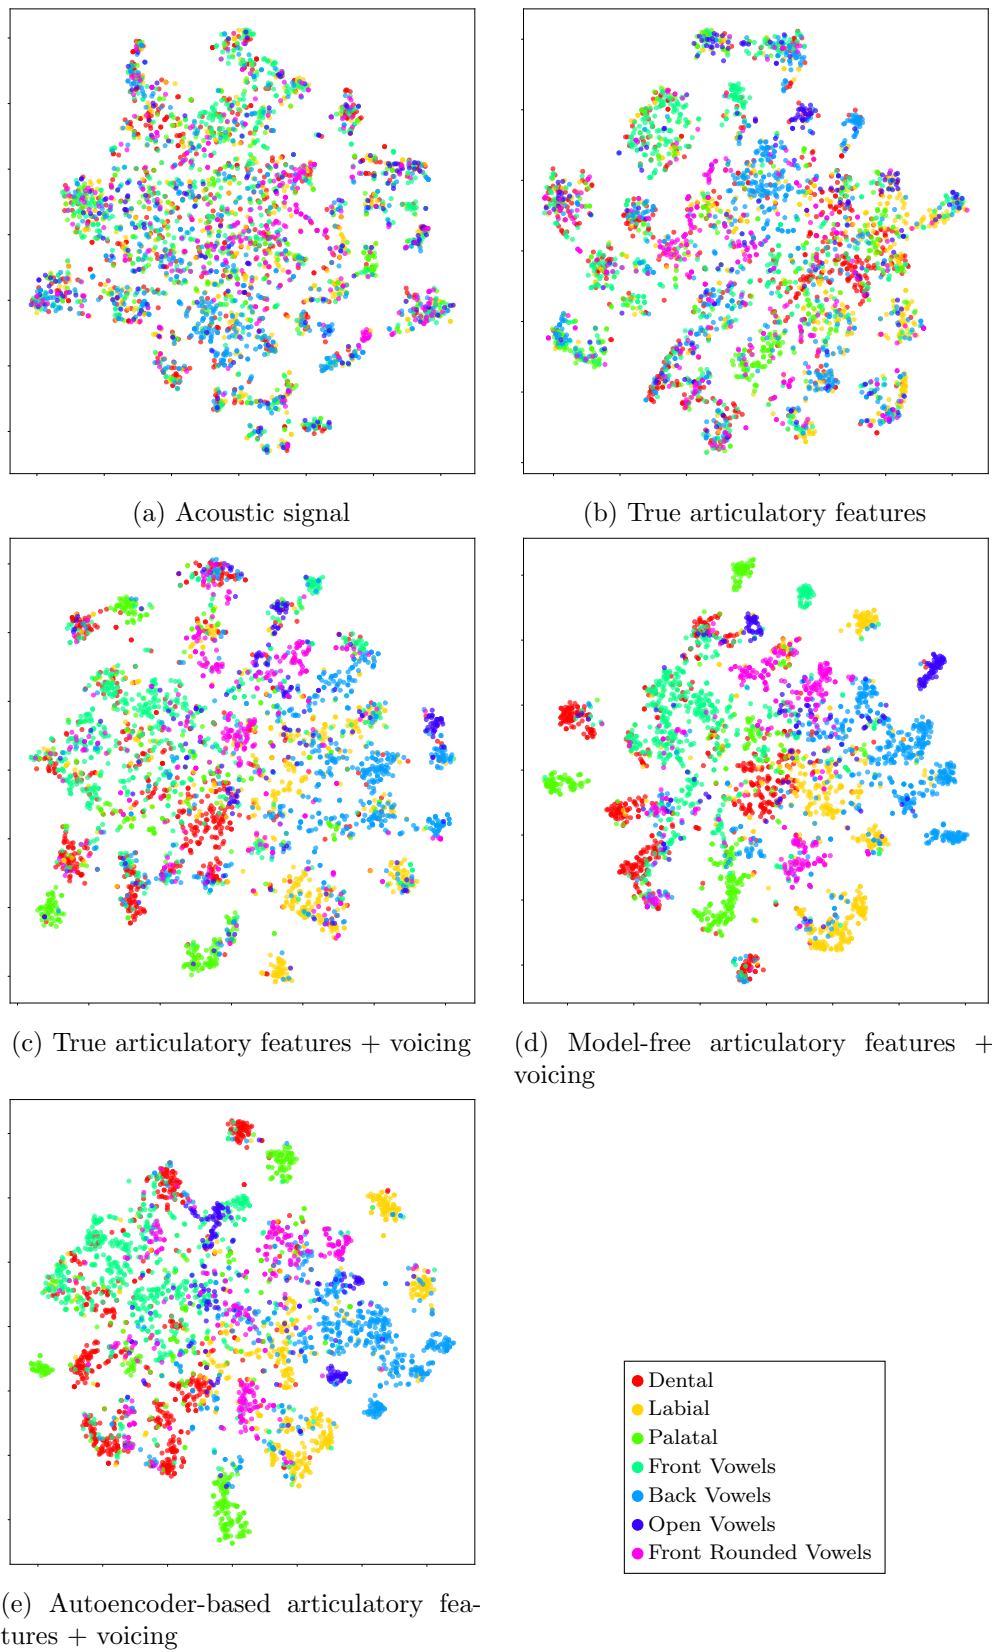 (a) Acoustic signal
(b) True articulatory features
(c) True articulatory features + voicing
(d) Model-free articulatory features +
voicing
Dental
Labial
Palatal
Front Vowels
Back Vowels
Open Vowels
Front Rounded Vowels
(e) Autoencoder-based articulatory fea-
tures + voicing